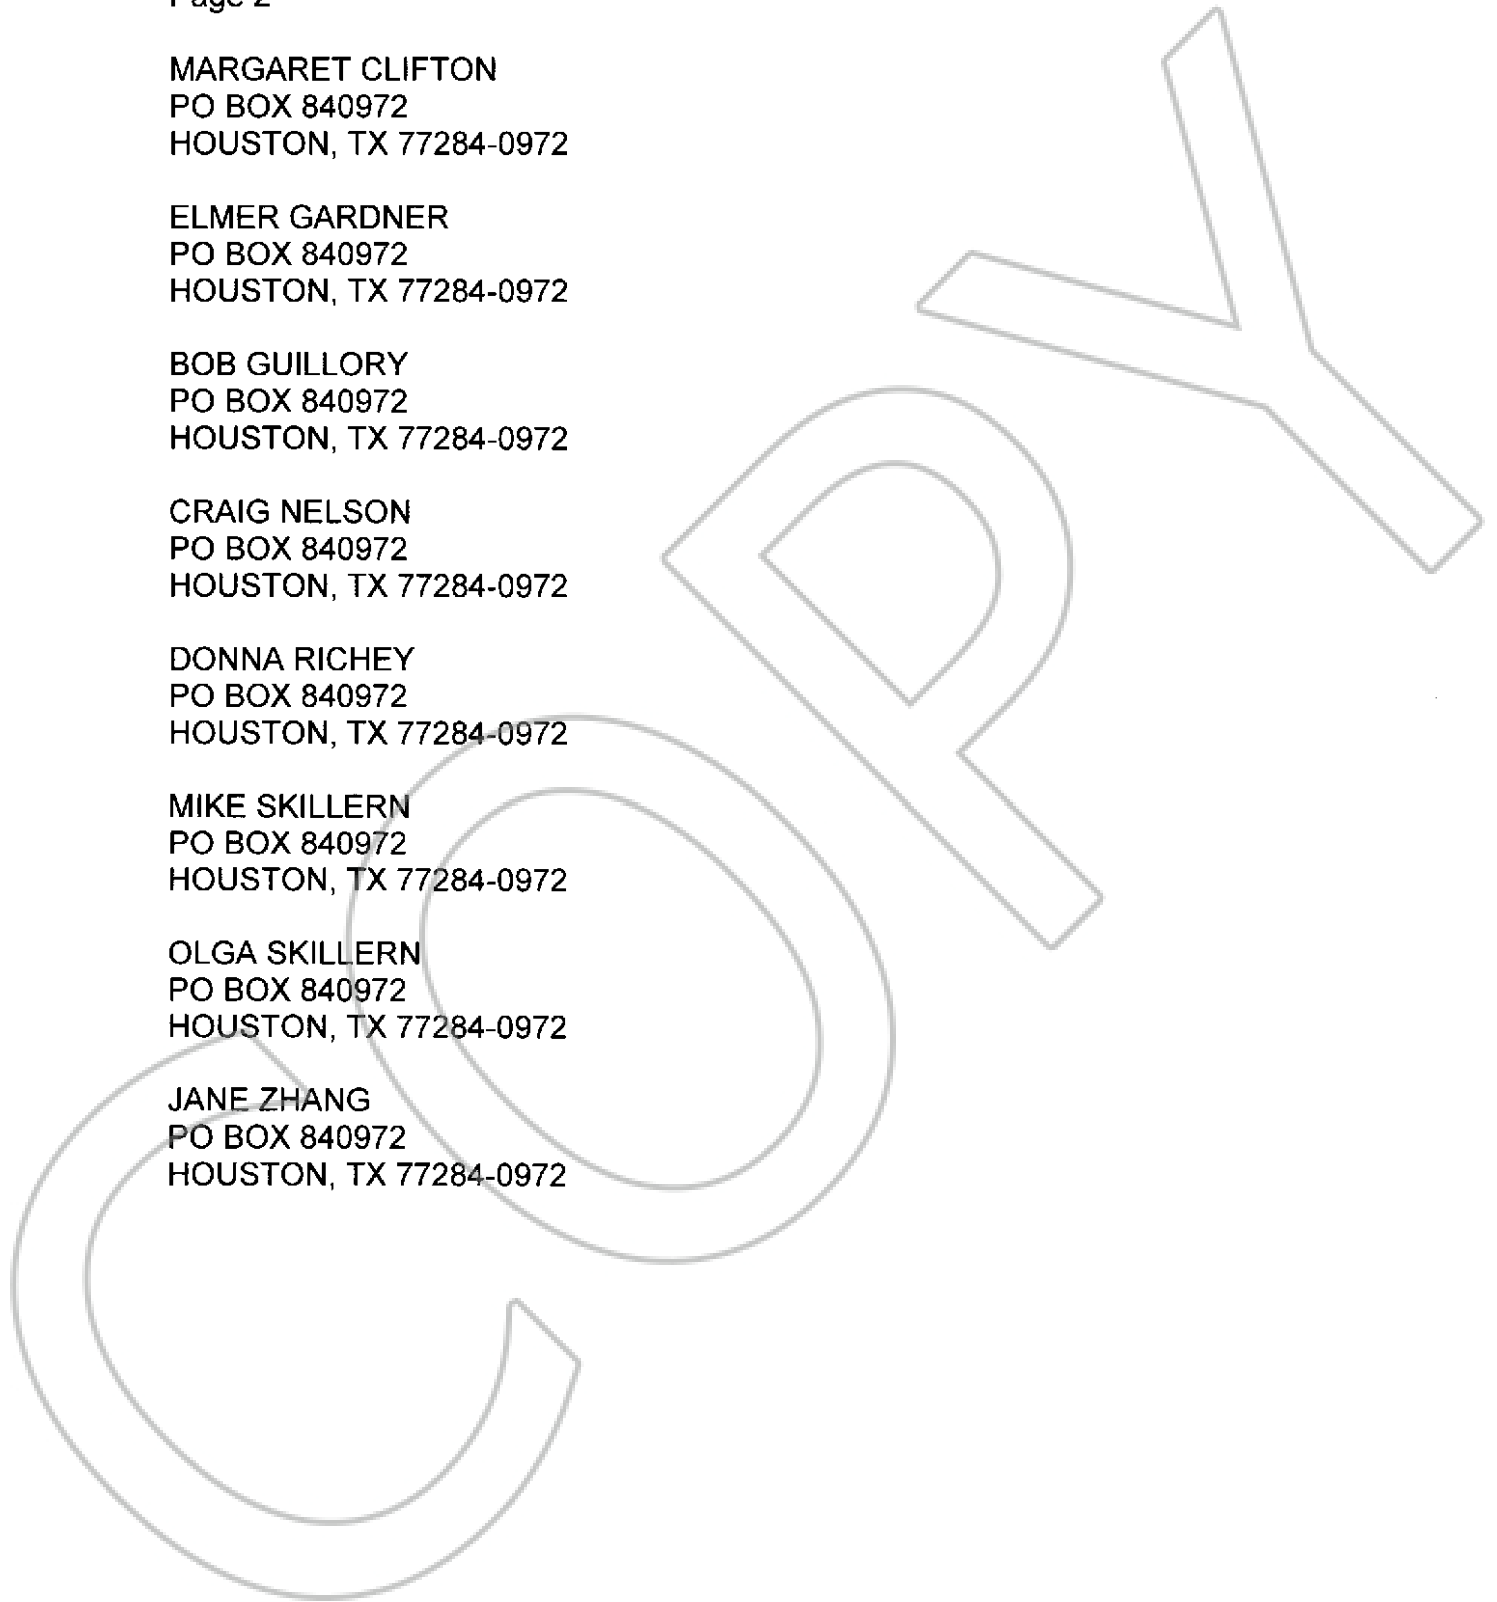 Page 2
MARGARET CLIFTON
PO BOX 840972
HOUSTON, TX 77284-0972
ELMER GARDNER
PO BOX 840972
HOUSTON, TX 77284-0972
BOB GUILLORY
PO BOX 840972
HOUSTON, TX 77284-0972
CRAIG NELSON
PO BOX 840972
HOUSTON, TX 77284-0972
DONNA RICHEY
PO BOX 840972
HOUSTON, TX 77284-0972
MIKE SKILLERN
PO BOX 840972
HOUSTON, TX 77284-0972
OLGA SKILLERN
PO BOX 840972
HOUSTON, TX 77284-0972
JANE ZHANG
PO BOX 840972
HOUSTON, TX 77284-0972
COPY